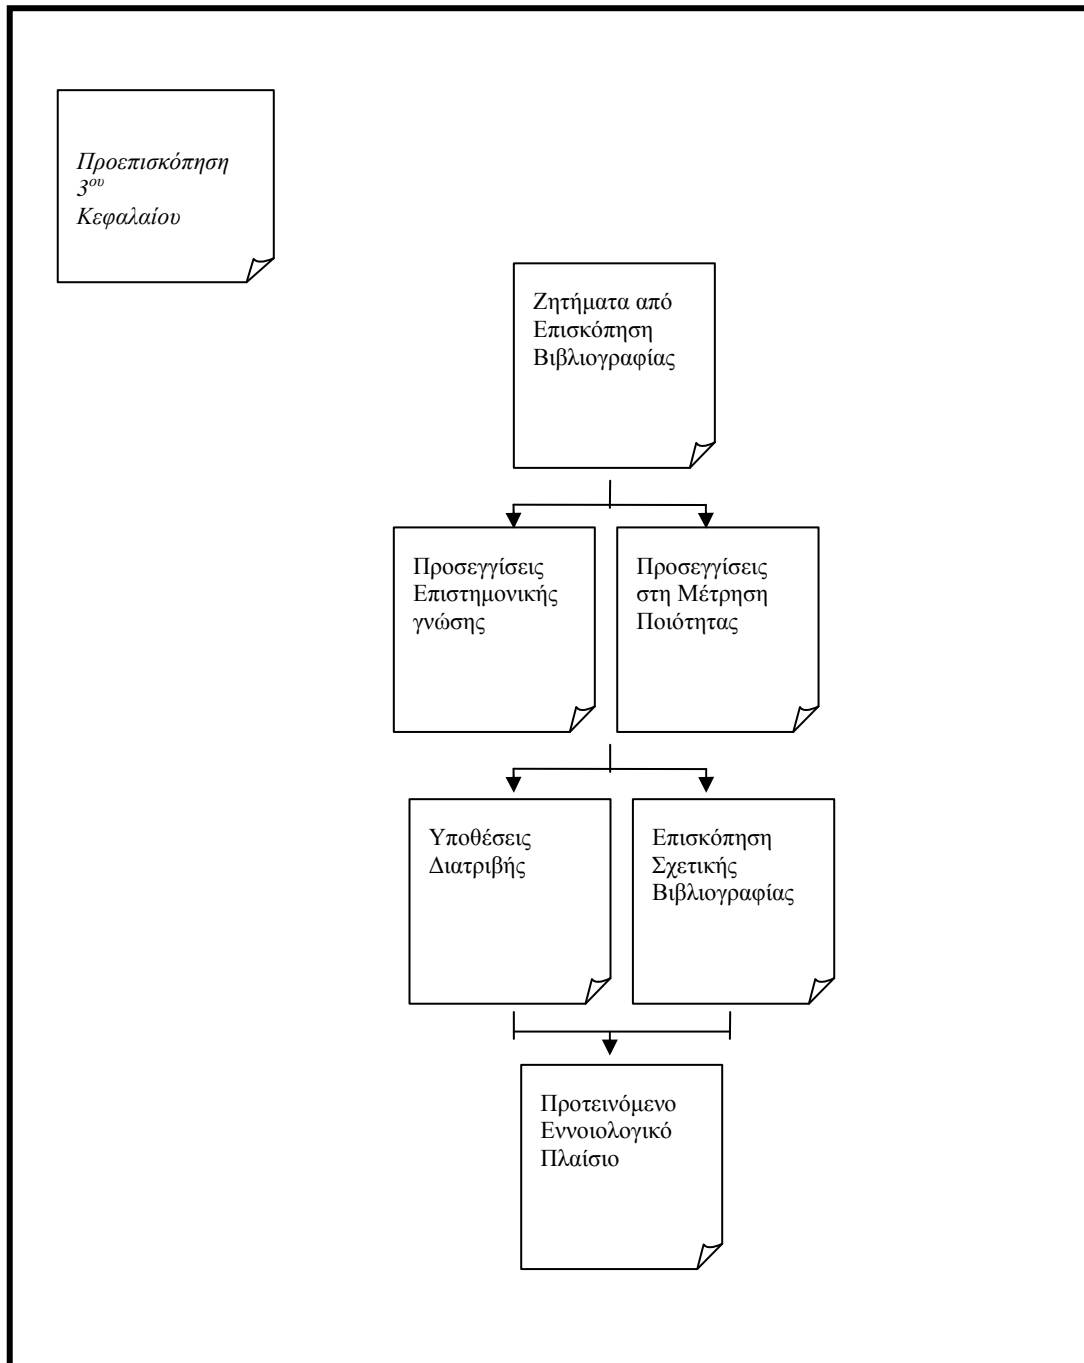 Προεπισκόπηση
3ου
Κεφαλαίου
Ζητήματα από
Επισκόπηση
Βιβλιογραφίας
Προσεγγίσεις
Επιστημονικής
γνώσης
Προσεγγίσεις
στη Μέτρηση
Ποιότητας
Υποθέσεις
Διατριβής
Επισκόπηση
Σχετικής
Βιβλιογραφίας
Προτεινόμενο
Εννοιολογικό
Πλαίσιο